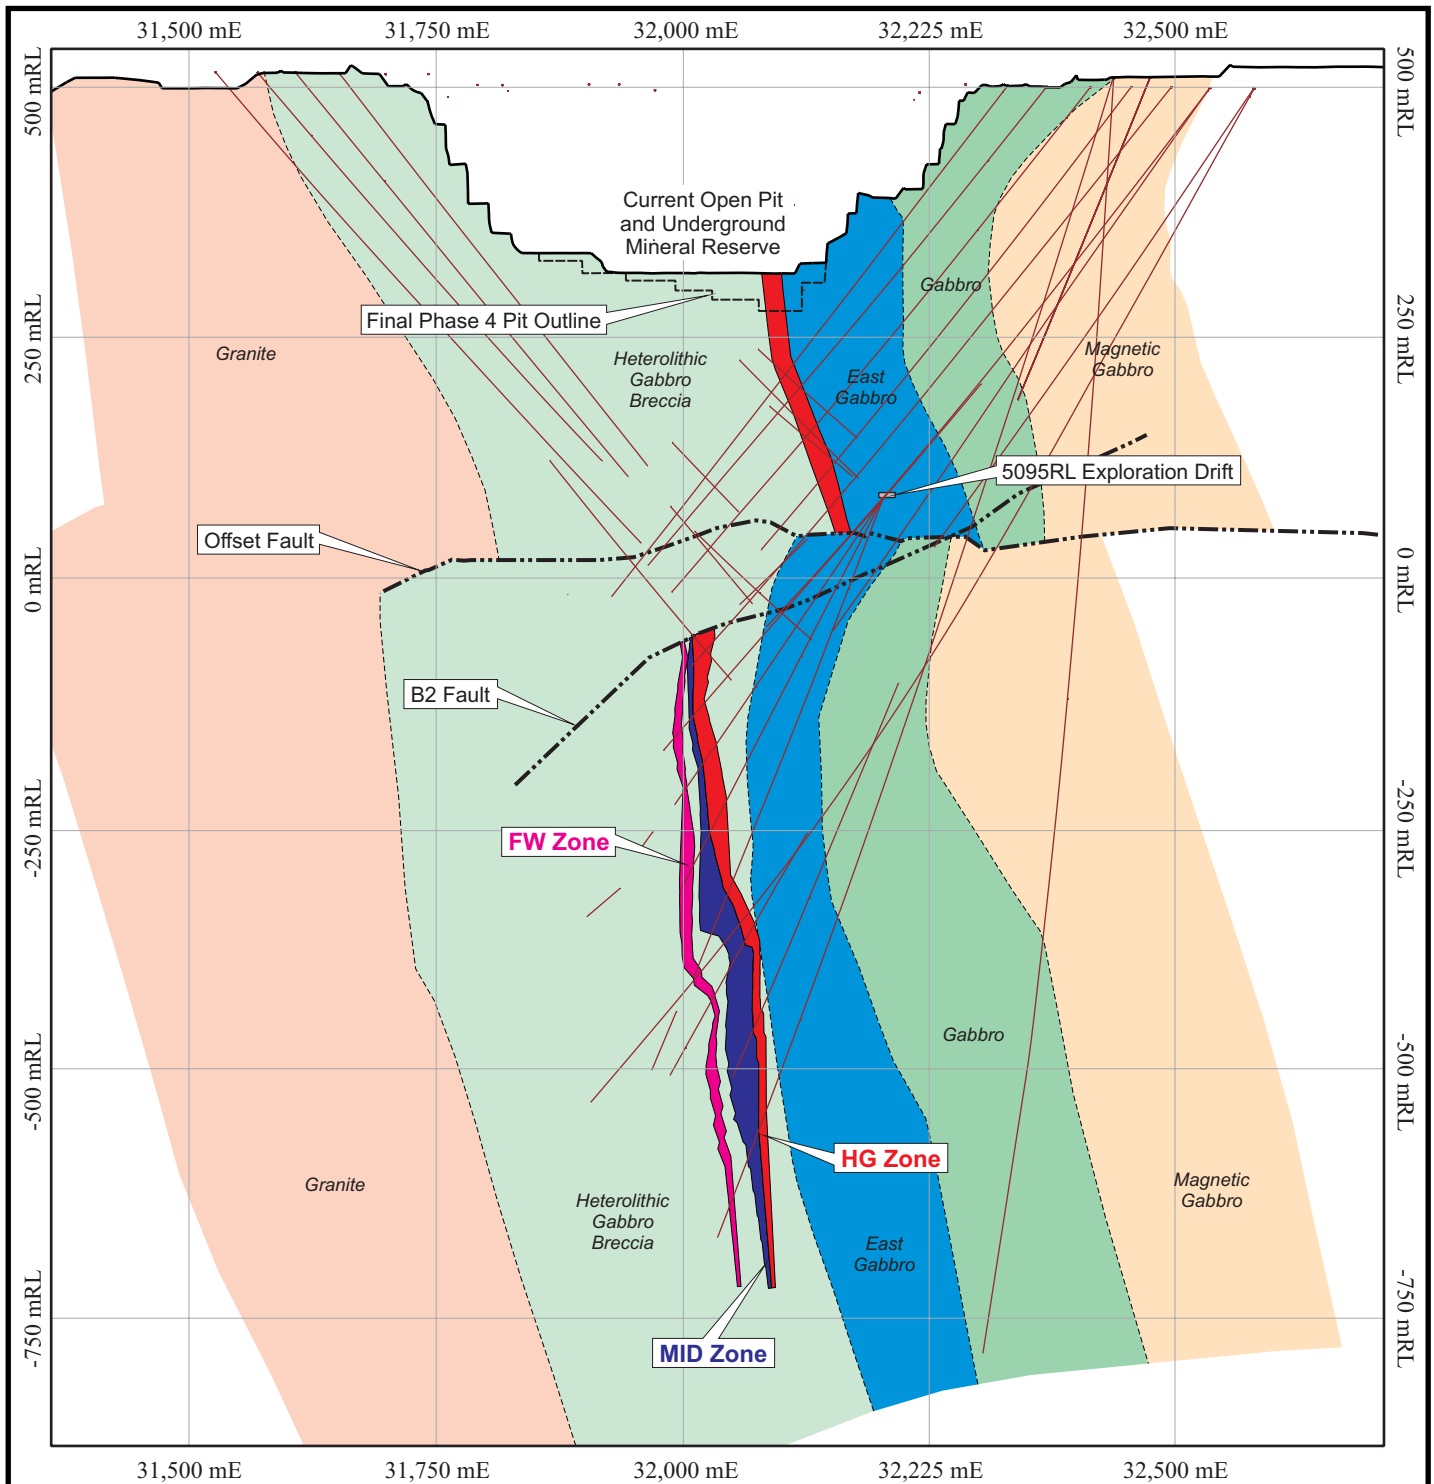 31,500 mE
31,750 mE
32,000 mE
32,225 mE
32,500 mE
500 mRL
500 mRL
Current Open Pit
and Underground
Mineral Reserve
Gabbro
Final Phase 4 Pit Outline
250 mRL
250 mRL
Granite
Heterolithic
Gabbro
Breccia
East
Gabbro
Magnetic
Gabbro
5095RL Exploration Drift
Offset Fault
0 mRL
0 mRL
B2 Fault
-250 mRL
-250 mRL
FW Zone
Gabbro
-500 mRL
-500 mRL
HG Zone
Granite
Heterolithic
Gabbro
Breccia
Magnetic
Gabbro
East
Gabbro
-750 mRL
-750 mRL
MID Zone
31,500 mE
31,750 mE
32,000 mE
32,225 mE
32,500 mE